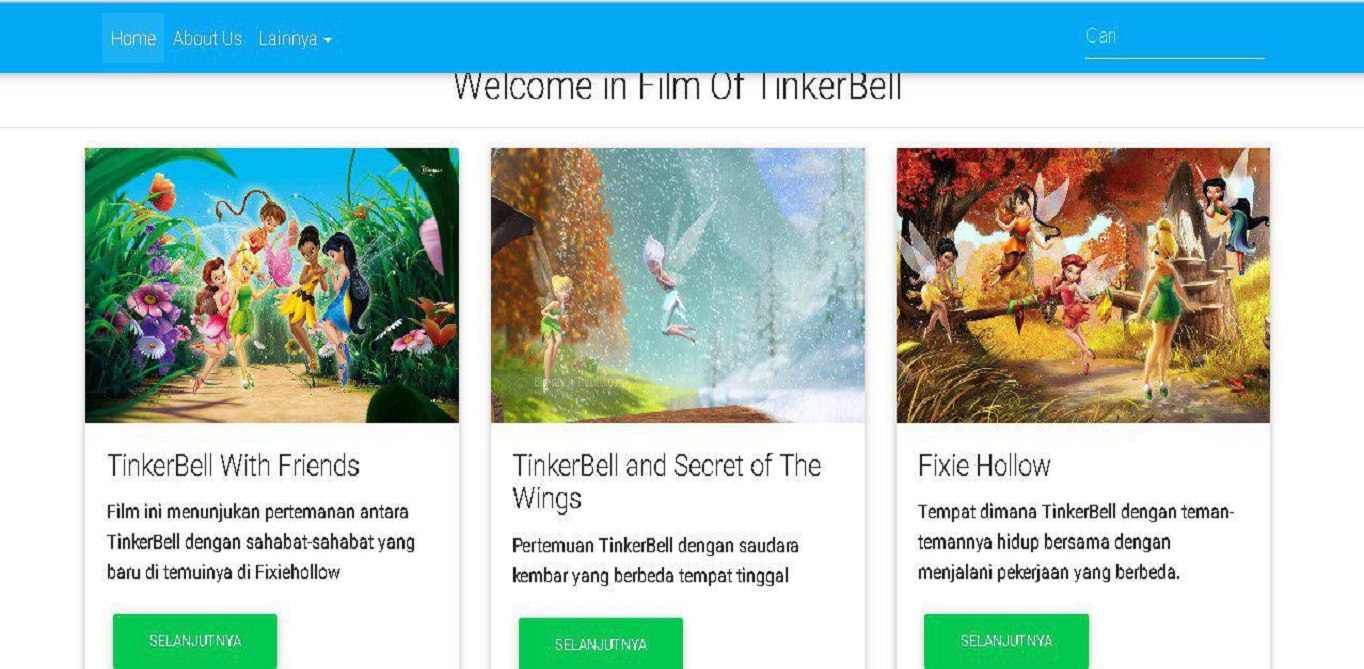 Home About Us Lainnya
Cari
Welcome in Film Of TinkerBell
TinkerBell With Friends
Film ini menunjukan pertemanan antara
TinkerBell dengan sahabat-sahabat yang
baru di temuinya di Fixiehollow
SELANJUTNYA
TinkerBell and Secret of The
Wings
Pertemuan TinkerBell dengan saudara
kembar yang berbeda tempat tinggal
SELANJUTNYA
Fixie Hollow
Tempat dimana TinkerBell dengan teman-
temannya hidup bersama dengan
menjalani pekerjaan yang berbeda.
SELANJUTNYA